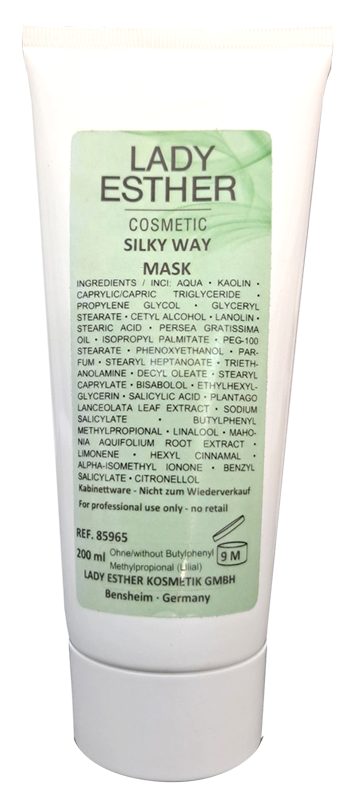 LADY
ESTHER
COSMETIC
SILKY WAY
MASK
INGREDIENTS / INCI: AQUA · KAOLIN ·
CAPRYLIC/CAPRIC TRIGLYCERIDE ·
PROPYLENE GLYCOL · GLYCERYL
STEARATE · CETYL ALCOHOL · LANOLIN ·
STEARIC ACID · PERSEA GRATISSIMA
OIL · ISOPROPYL PALMITATE · PEG-100
STEARATE · PHENOXYETHANOL · PAR-
FUM · STEARYL HEPTANOATE · TRIETH-
ANOLAMINE · DECYL OLEATE · STEARYL
CAPRYLATE · BISABOLOL · ETHYLHEXYL-
GLYCERIN · SALICYLIC ACID · PLANTAGO
LANCEOLATA LEAF EXTRACT · SODIUM
SALICYLATE · BUTYLPHENYL
METHYLPROPIONAL · LINALOOL · MAHO-
NIA AQUIFOLIUM ROOT EXTRACT ·
LIMONENE · HEXYL CINNAMAL ·
ALPHA-ISOMETHYL IONONE · BENZYL
SALICYLATE · CITRONELLOL
Kabinettware - Nicht zum Wiederverkauf
For professional use only - no retail
REF. 85965
200 ml Ohne/without Butylphenyl
Methylpropional (Lilial)
9 M
LADY ESTHER KOSMETIK GMBH
Bensheim · Germany